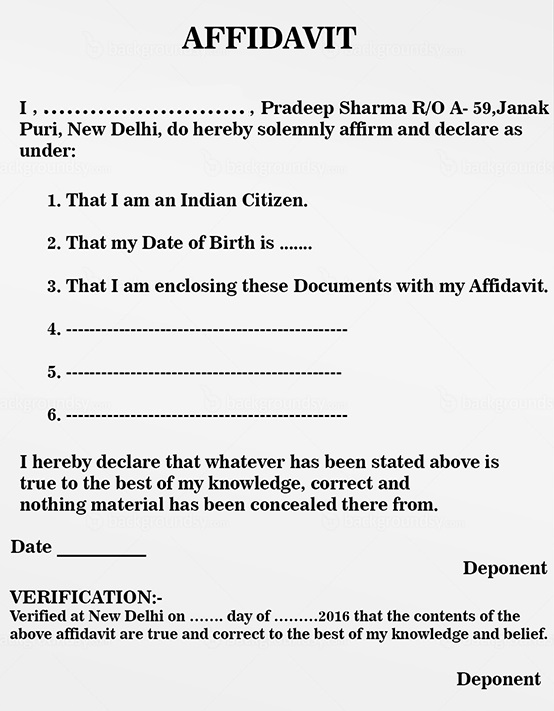 AFFIDAVIT
I , .......................... , Pradeep Sharma R/O A- 59,Janak
Puri, New Delhi, do hereby solemnly affirm and declare as
under:
1. That I am an Indian Citizen.
2. That my Date of Birth is .......
3. That I am enclosing these Documents with my Affidavit.
4. ------------------------------------------------
5. -----------------------------------------------
6. ------------------------------------------------
I hereby declare that whatever has been stated above is
true to the best of my knowledge, correct and
nothing material has been concealed there from.
Date __________
Deponent
VERIFICATION:-
Verified at New Delhi on ....... day of .........2016 that the contents of the
above affidavit are true and correct to the best of my knowledge and belief.
Deponent